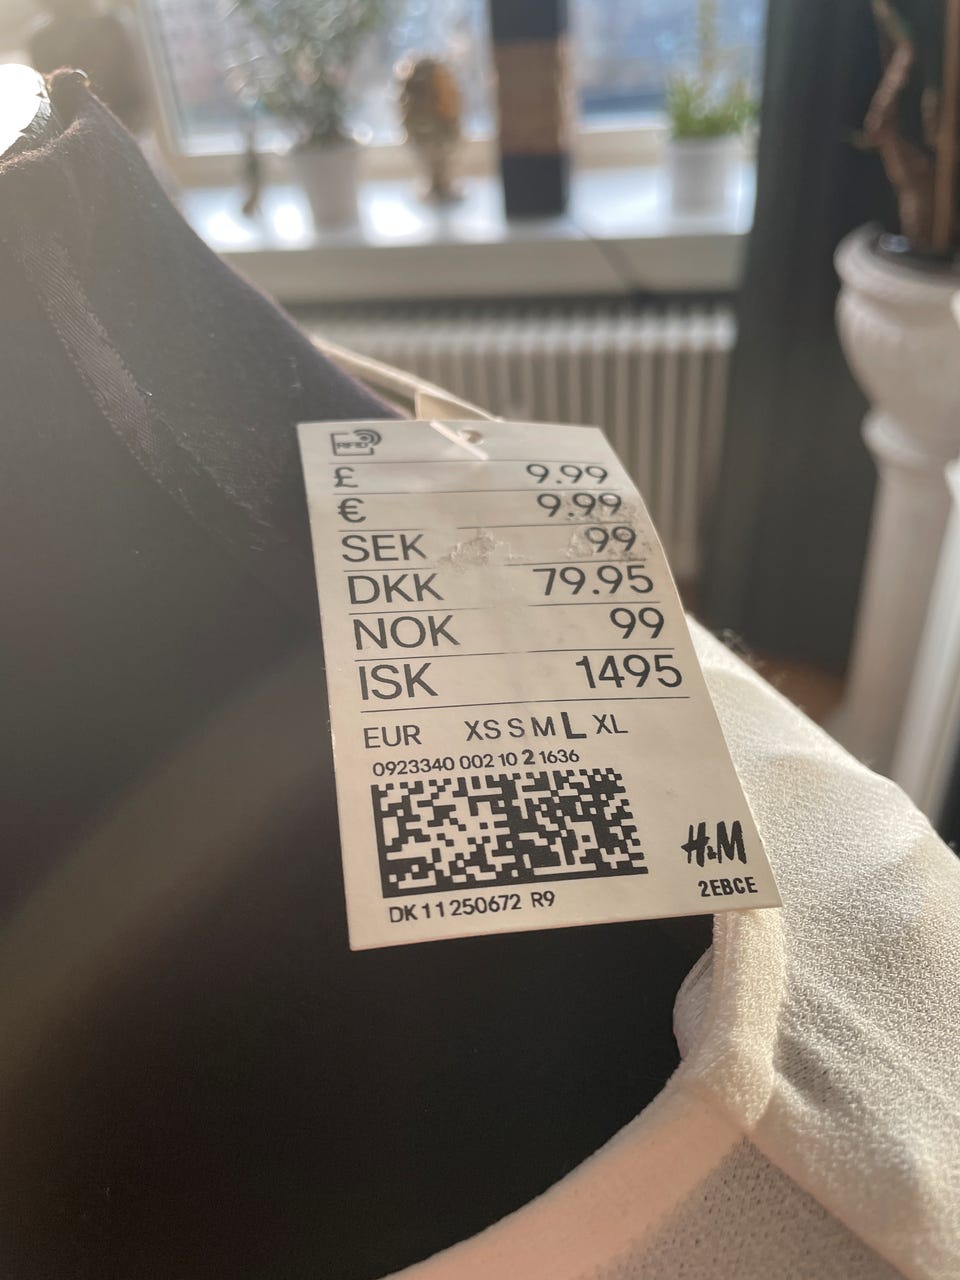 RFID
£ 9.99
€ 9.99
SEK 99
DKK 79.95
NOK 99
ISK 1495
EUR XS S M L XL
0923340 002 10 2 1636
H&M
2EBCE
DK 11 250672 R9